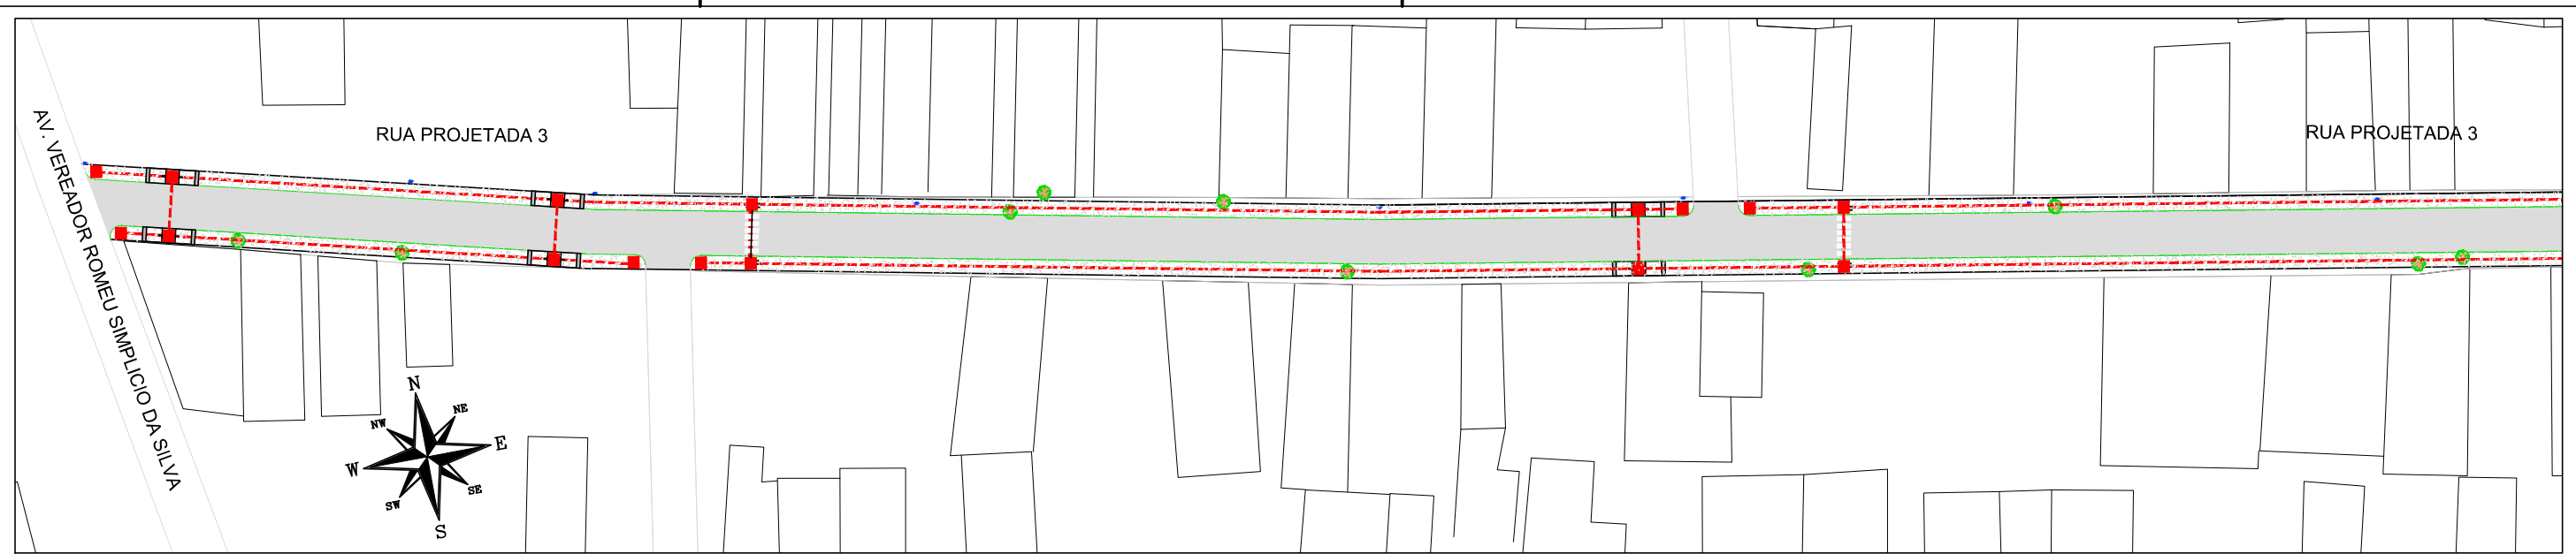 RUA PROJETADA 3
RUA PROJETADA 3
AV. VEREADOR ROMEU SIMPLICIO DA SILVA
N
NE
NW
E
W
SE
SW
S